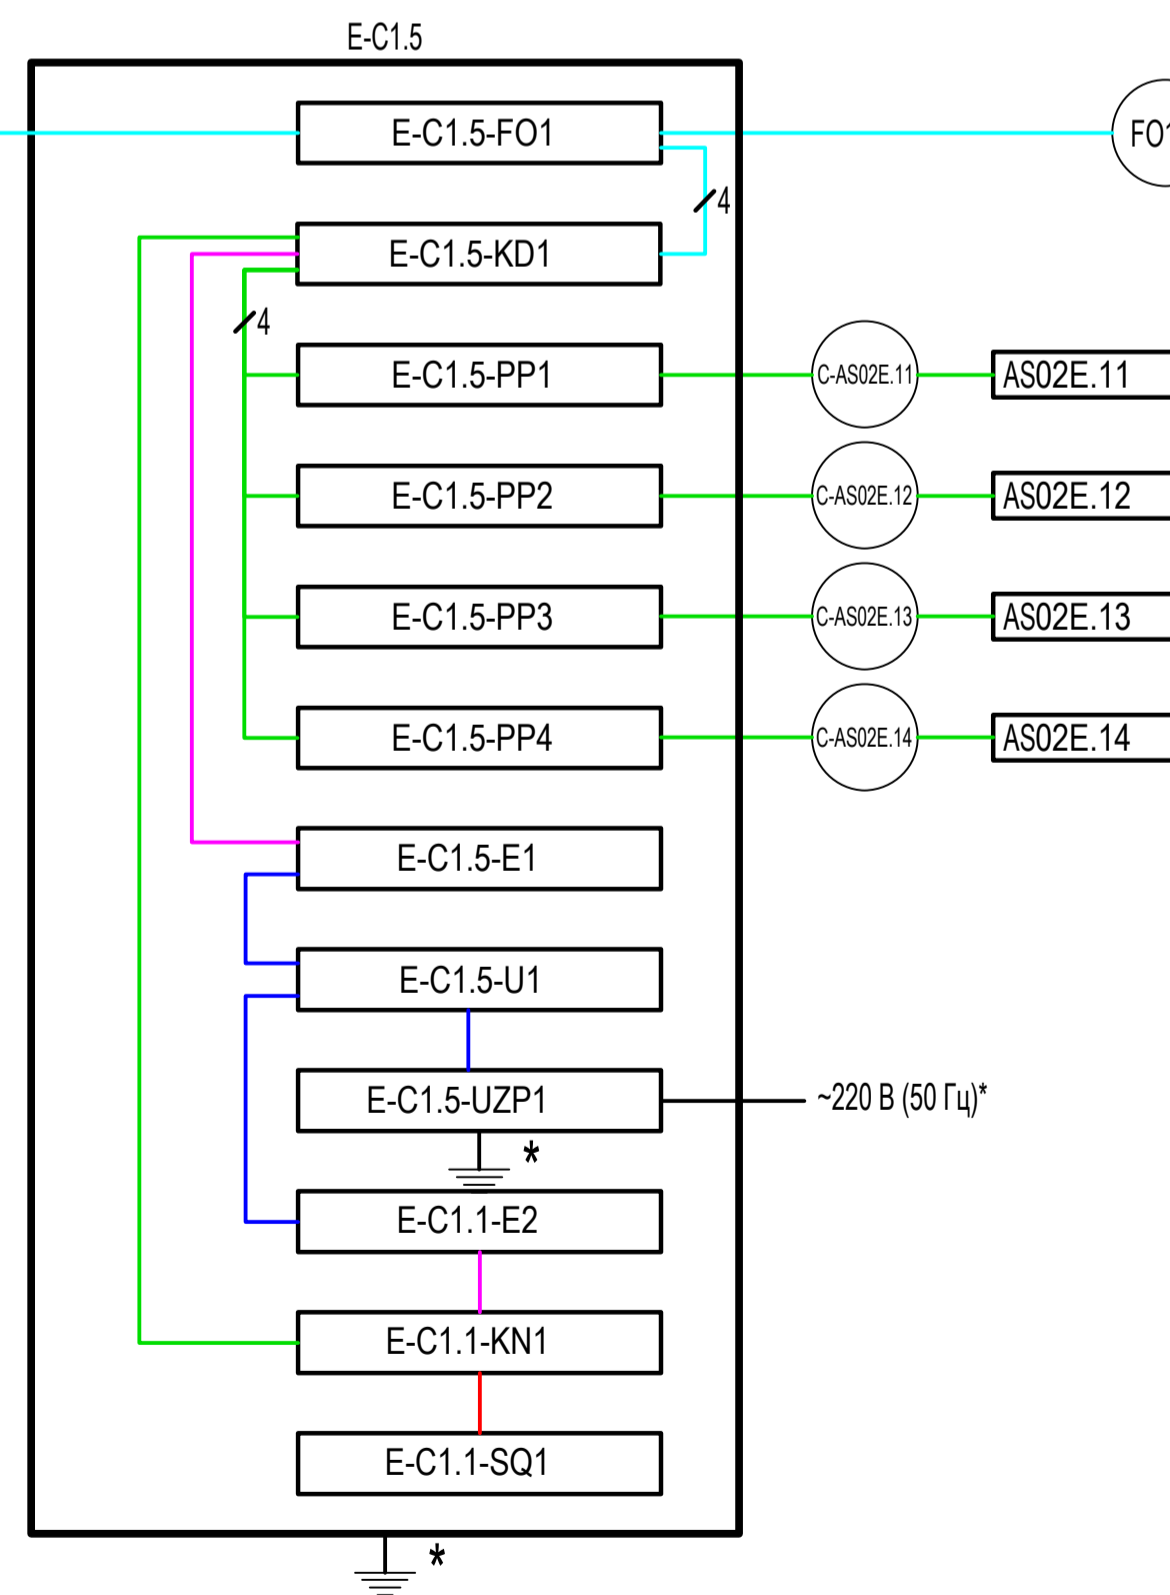 E-C1.5
E-C1.5-FO1
4
E-C1.5-KD1
4
E-C1.5-PP1
C-AS02E.11
AS02E.11
E-C1.5-PP2
C-AS02E.12
AS02E.12
E-C1.5-PP3
C-AS02E.13
AS02E.13
E-C1.5-PP4
C-AS02E.14
AS02E.14
E-C1.5-E1
E-C1.5-U1
E-C1.5-UZP1
~220 В (50 Гц)*
*
E-C1.1-E2
E-C1.1-KN1
E-C1.1-SQ1
*